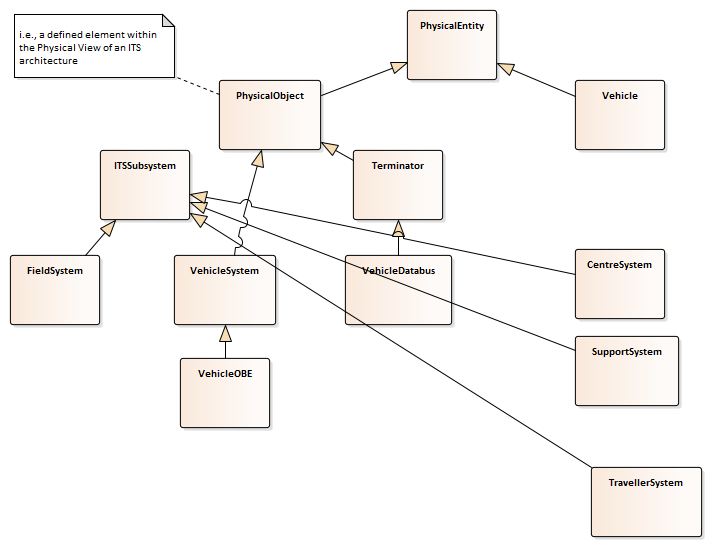 i.e., a defined element within
the Physical View of an ITS
architecture
PhysicalEntity
PhysicalObject
Vehicle
ITSSubsystem
Terminator
FieldSystem
VehicleSystem
VehicleDatabus
CentreSystem
SupportSystem
VehicleOBE
TravellerSystem